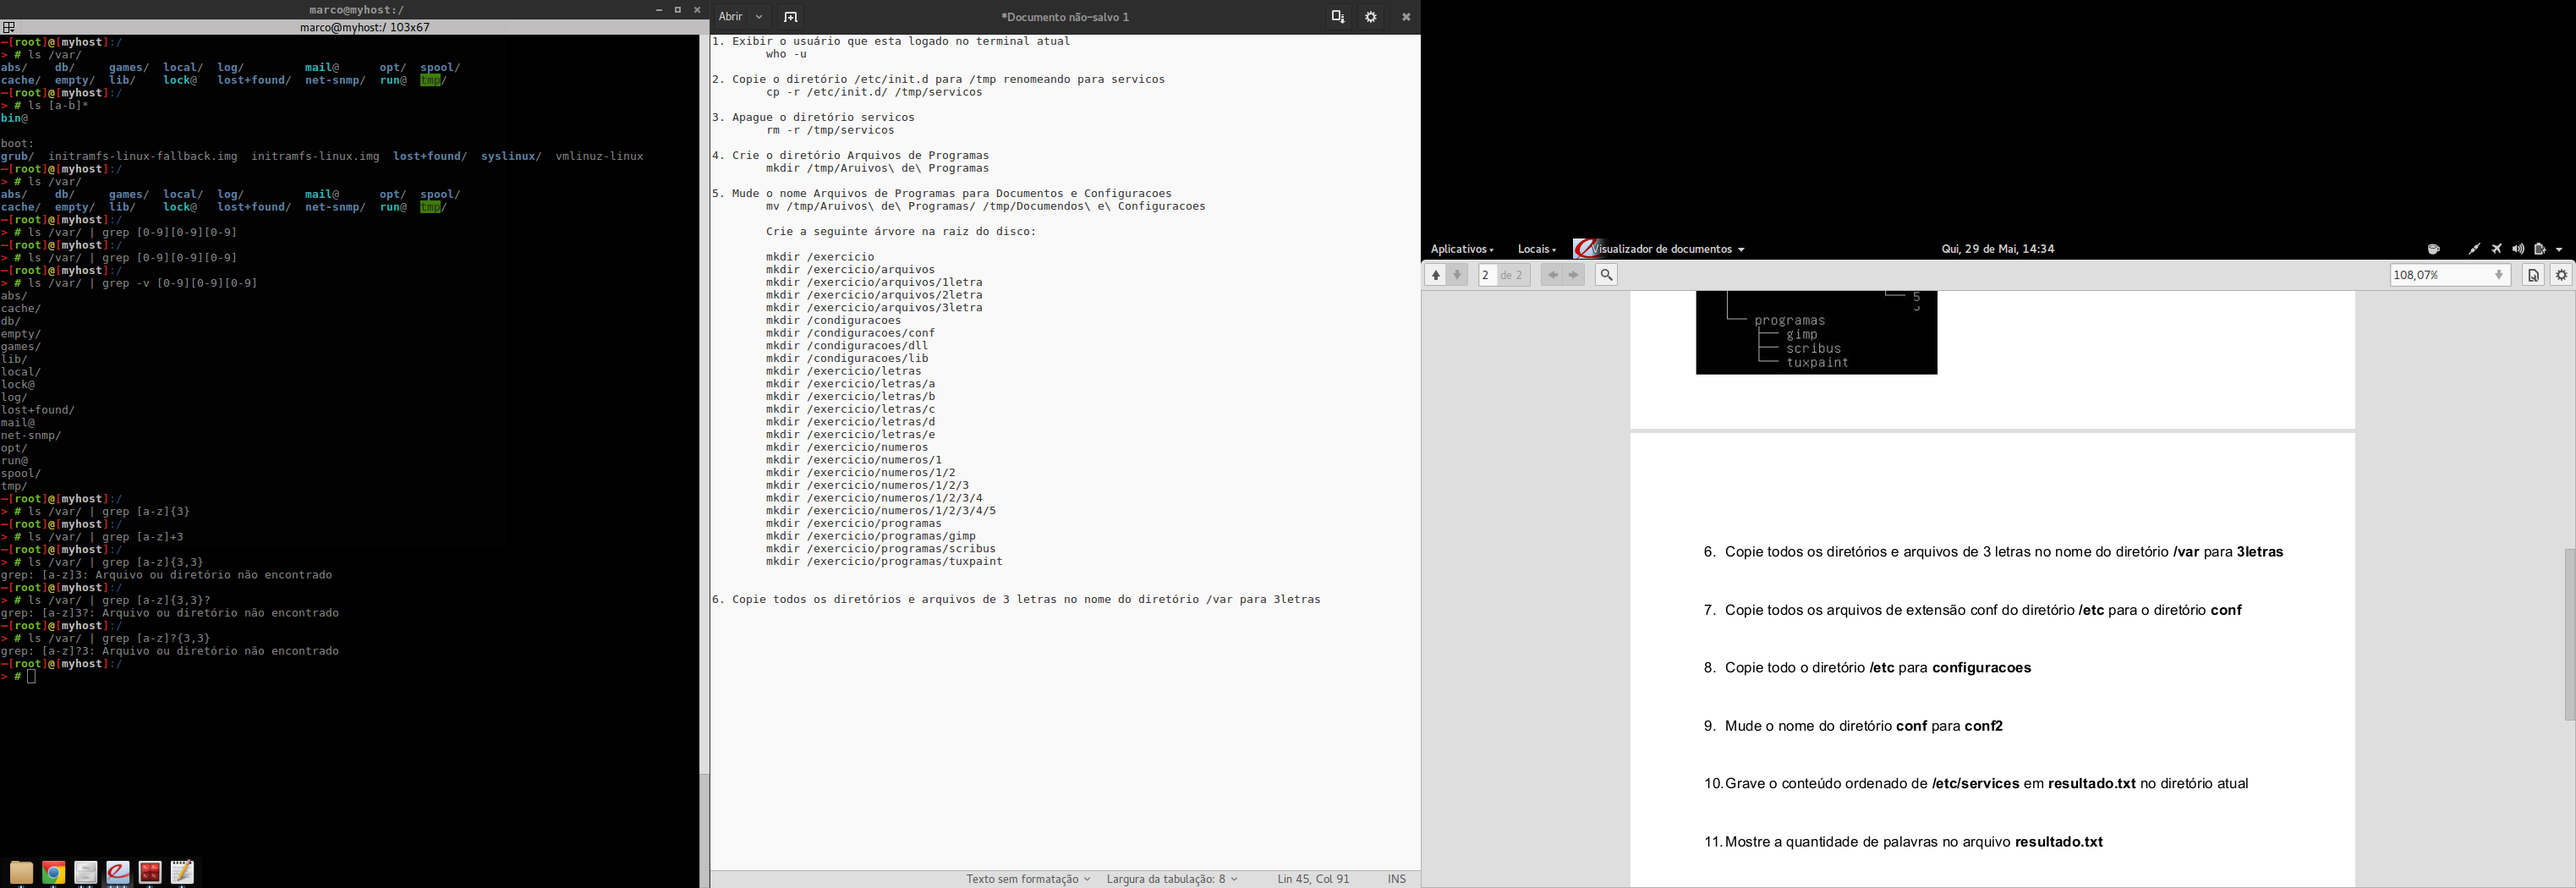 marco@myhost:/
marco@myhost:/ 103x67
─[root]@[myhost]:/
> # ls /var/
abs/    db/     games/  local/  log/         mail@      opt/  spool/
cache/  empty/  lib/    lock@   lost+found/  net-snmp/  run@  tmp/
─[root]@[myhost]:/
> # ls [a-b]*
bin@
boot:
grub/  initramfs-linux-fallback.img  initramfs-linux.img  lost+found/  syslinux/  vmlinuz-linux
─[root]@[myhost]:/
> # ls /var/
abs/    db/     games/  local/  log/         mail@      opt/  spool/
cache/  empty/  lib/    lock@   lost+found/  net-snmp/  run@  tmp/
─[root]@[myhost]:/
> # ls /var/ | grep [0-9][0-9][0-9]
─[root]@[myhost]:/
> # ls /var/ | grep [0-9][0-9][0-9]
─[root]@[myhost]:/
> # ls /var/ | grep -v [0-9][0-9][0-9]
abs/
cache/
db/
empty/
games/
lib/
local/
lock@
log/
lost+found/
mail@
net-snmp/
opt/
run@
spool/
tmp/
─[root]@[myhost]:/
> # ls /var/ | grep [a-z]{3}
─[root]@[myhost]:/
> # ls /var/ | grep [a-z]+3
─[root]@[myhost]:/
> # ls /var/ | grep [a-z]{3,3}
grep: [a-z]3: Arquivo ou diretório não encontrado
─[root]@[myhost]:/
> # ls /var/ | grep [a-z]{3,3}?
grep: [a-z]3?: Arquivo ou diretório não encontrado
─[root]@[myhost]:/
> # ls /var/ | grep [a-z]?{3,3}
grep: [a-z]?3: Arquivo ou diretório não encontrado
─[root]@[myhost]:/
> #
Abrir
*Documento não-salvo 1
1. Exibir o usuário que esta logado no terminal atual
who -u
2. Copie o diretório /etc/init.d para /tmp renomeando para servicos
cp -r /etc/init.d/ /tmp/servicos
3. Apague o diretório servicos
rm -r /tmp/servicos
4. Crie o diretório Arquivos de Programas
mkdir /tmp/Aruivos\ de\ Programas
5. Mude o nome Arquivos de Programas para Documentos e Configuracoes
mv /tmp/Aruivos\ de\ Programas/ /tmp/Documendos\ e\ Configuracoes
Crie a seguinte árvore na raiz do disco:
mkdir /exercicio
mkdir /exercicio/arquivos
mkdir /exercicio/arquivos/1letra
mkdir /exercicio/arquivos/2letra
mkdir /exercicio/arquivos/3letra
mkdir /condiguracoes
mkdir /condiguracoes/conf
mkdir /condiguracoes/dll
mkdir /condiguracoes/lib
mkdir /exercicio/letras
mkdir /exercicio/letras/a
mkdir /exercicio/letras/b
mkdir /exercicio/letras/c
mkdir /exercicio/letras/d
mkdir /exercicio/letras/e
mkdir /exercicio/numeros
mkdir /exercicio/numeros/1
mkdir /exercicio/numeros/1/2
mkdir /exercicio/numeros/1/2/3
mkdir /exercicio/numeros/1/2/3/4
mkdir /exercicio/numeros/1/2/3/4/5
mkdir /exercicio/programas
mkdir /exercicio/programas/gimp
mkdir /exercicio/programas/scribus
mkdir /exercicio/programas/tuxpaint
6. Copie todos os diretórios e arquivos de 3 letras no nome do diretório /var para 3letras
Texto sem formatação Largura da tabulação: 8 Lin 45, Col 91 INS
Aplicativos Locais Visualizador de documentos Qui, 29 de Mai, 14:34
2 de 2 108,07%
5
programas
gimp
scribus
tuxpaint
6. Copie todos os diretórios e arquivos de 3 letras no nome do diretório /var para 3letras
7. Copie todos os arquivos de extensão conf do diretório /etc para o diretório conf
8. Copie todo o diretório /etc para configuracoes
9. Mude o nome do diretório conf para conf2
10. Grave o conteúdo ordenado de /etc/services em resultado.txt no diretório atual
11. Mostre a quantidade de palavras no arquivo resultado.txt